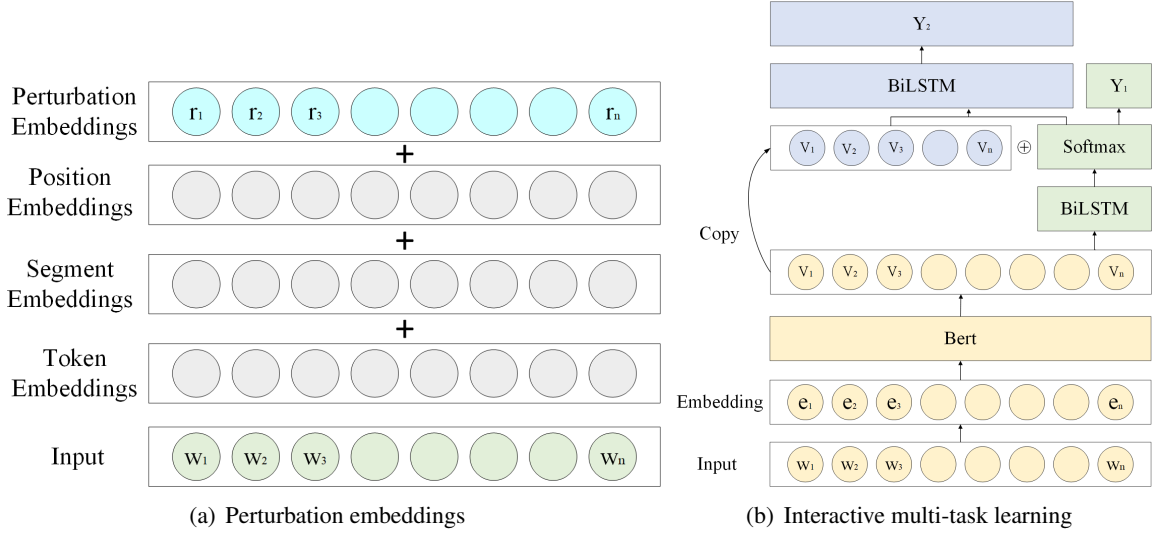 Perturbation
Embeddings
r1 r2 r3 rn
+
Position
Embeddings
+
Segment
Embeddings
+
Token
Embeddings
Input
w1 w2 w3 wn
(a) Perturbation embeddings
Y2
BiLSTM
Y1
V1 V2 V3 Vn ⊕ Softmax
BiLSTM
Copy
V1 V2 V3 Vn
Bert
Embedding e1 e2 e3 en
Input w1 w2 w3 wn
(b) Interactive multi-task learning